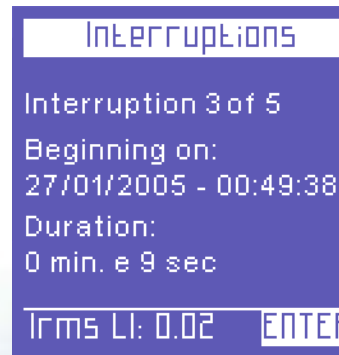 Interruptions
Interruption 3 of 5
Beginning on:
27/01/2005 - 00:49:38
Duration:
0 min. e 9 sec
Irms L1: 0.02 ENTER